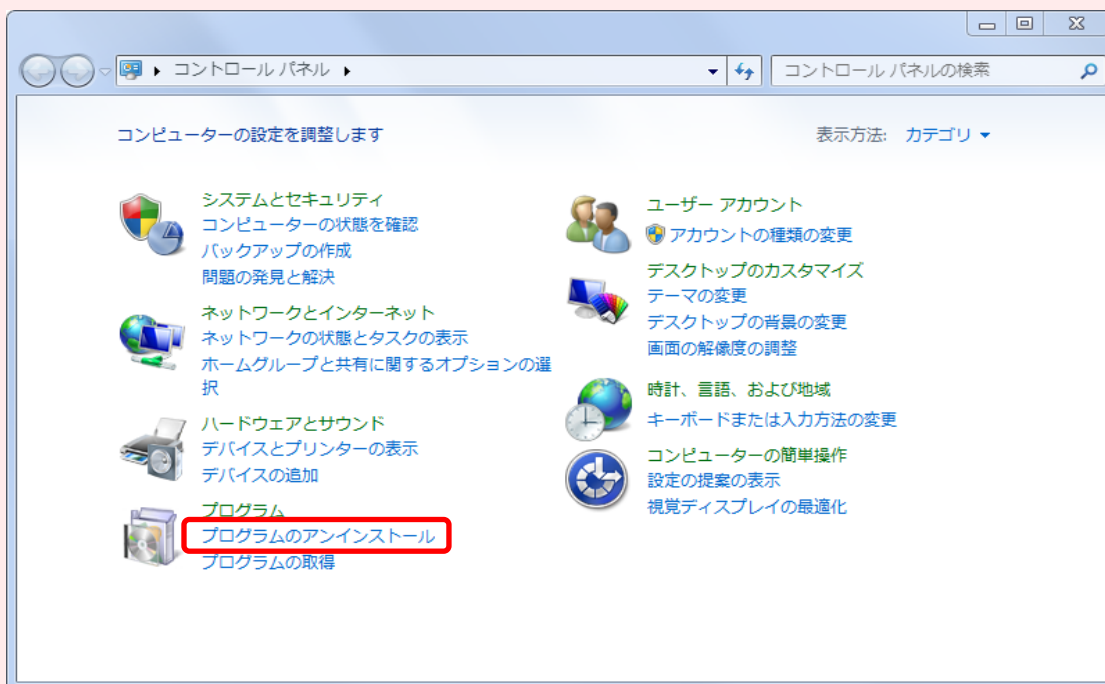 コントロール パネル
コントロール パネルの検索
コンピューターの設定を調整します
表示方法: カテゴリ
システムとセキュリティ
コンピューターの状態を確認
バックアップの作成
問題の発見と解決
ネットワークとインターネット
ネットワークの状態とタスクの表示
ホームグループと共有に関するオプションの選
択
ハードウェアとサウンド
デバイスとプリンターの表示
デバイスの追加
プログラム
プログラムのアンインストール
プログラムの取得
ユーザー アカウント
アカウントの種類の変更
デスクトップのカスタマイズ
テーマの変更
デスクトップの背景の変更
画面の解像度の調整
時計、言語、および地域
キーボードまたは入力方法の変更
コンピューターの簡単操作
設定の提案の表示
視覚ディスプレイの最適化